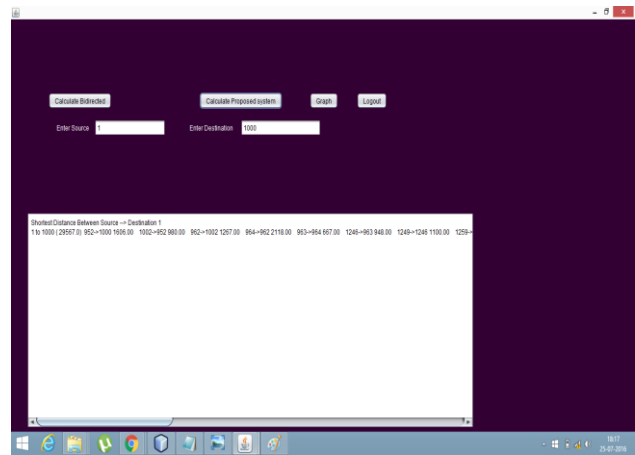 Calculate Bidirected Calculate Proposed system Graph Logout
Enter Source 1 Enter Destination 1000
Shortest Distance Between Source --> Destination 1
1 to 1000 ( 29567.0) 952->1000 1606.00 1002->952 980.00 962->1002 1267.00 964->962 2118.00 963->964 667.00 1246->963 948.00 1249->1246 1100.00 1259->
18:17
25-07-2016